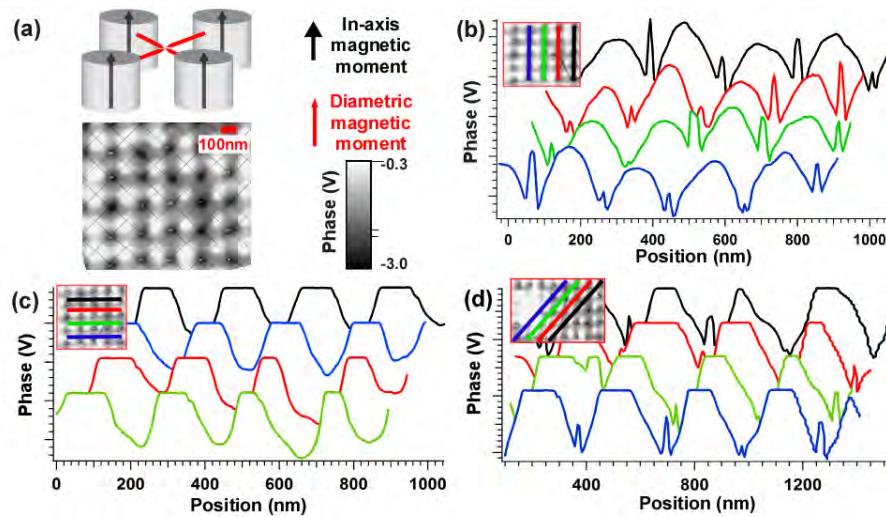 (a)
In-axis
magnetic
moment
Diametric
magnetic
moment
100nm
Phase (V)
-0.3
-3.0
(b)
Phase (V)
0 200 400 600 800 1000
Position (nm)
(c)
Phase (V)
0 200 400 600 800 1000
Position (nm)
(d)
Phase (V)
400 800 1200
Position (nm)